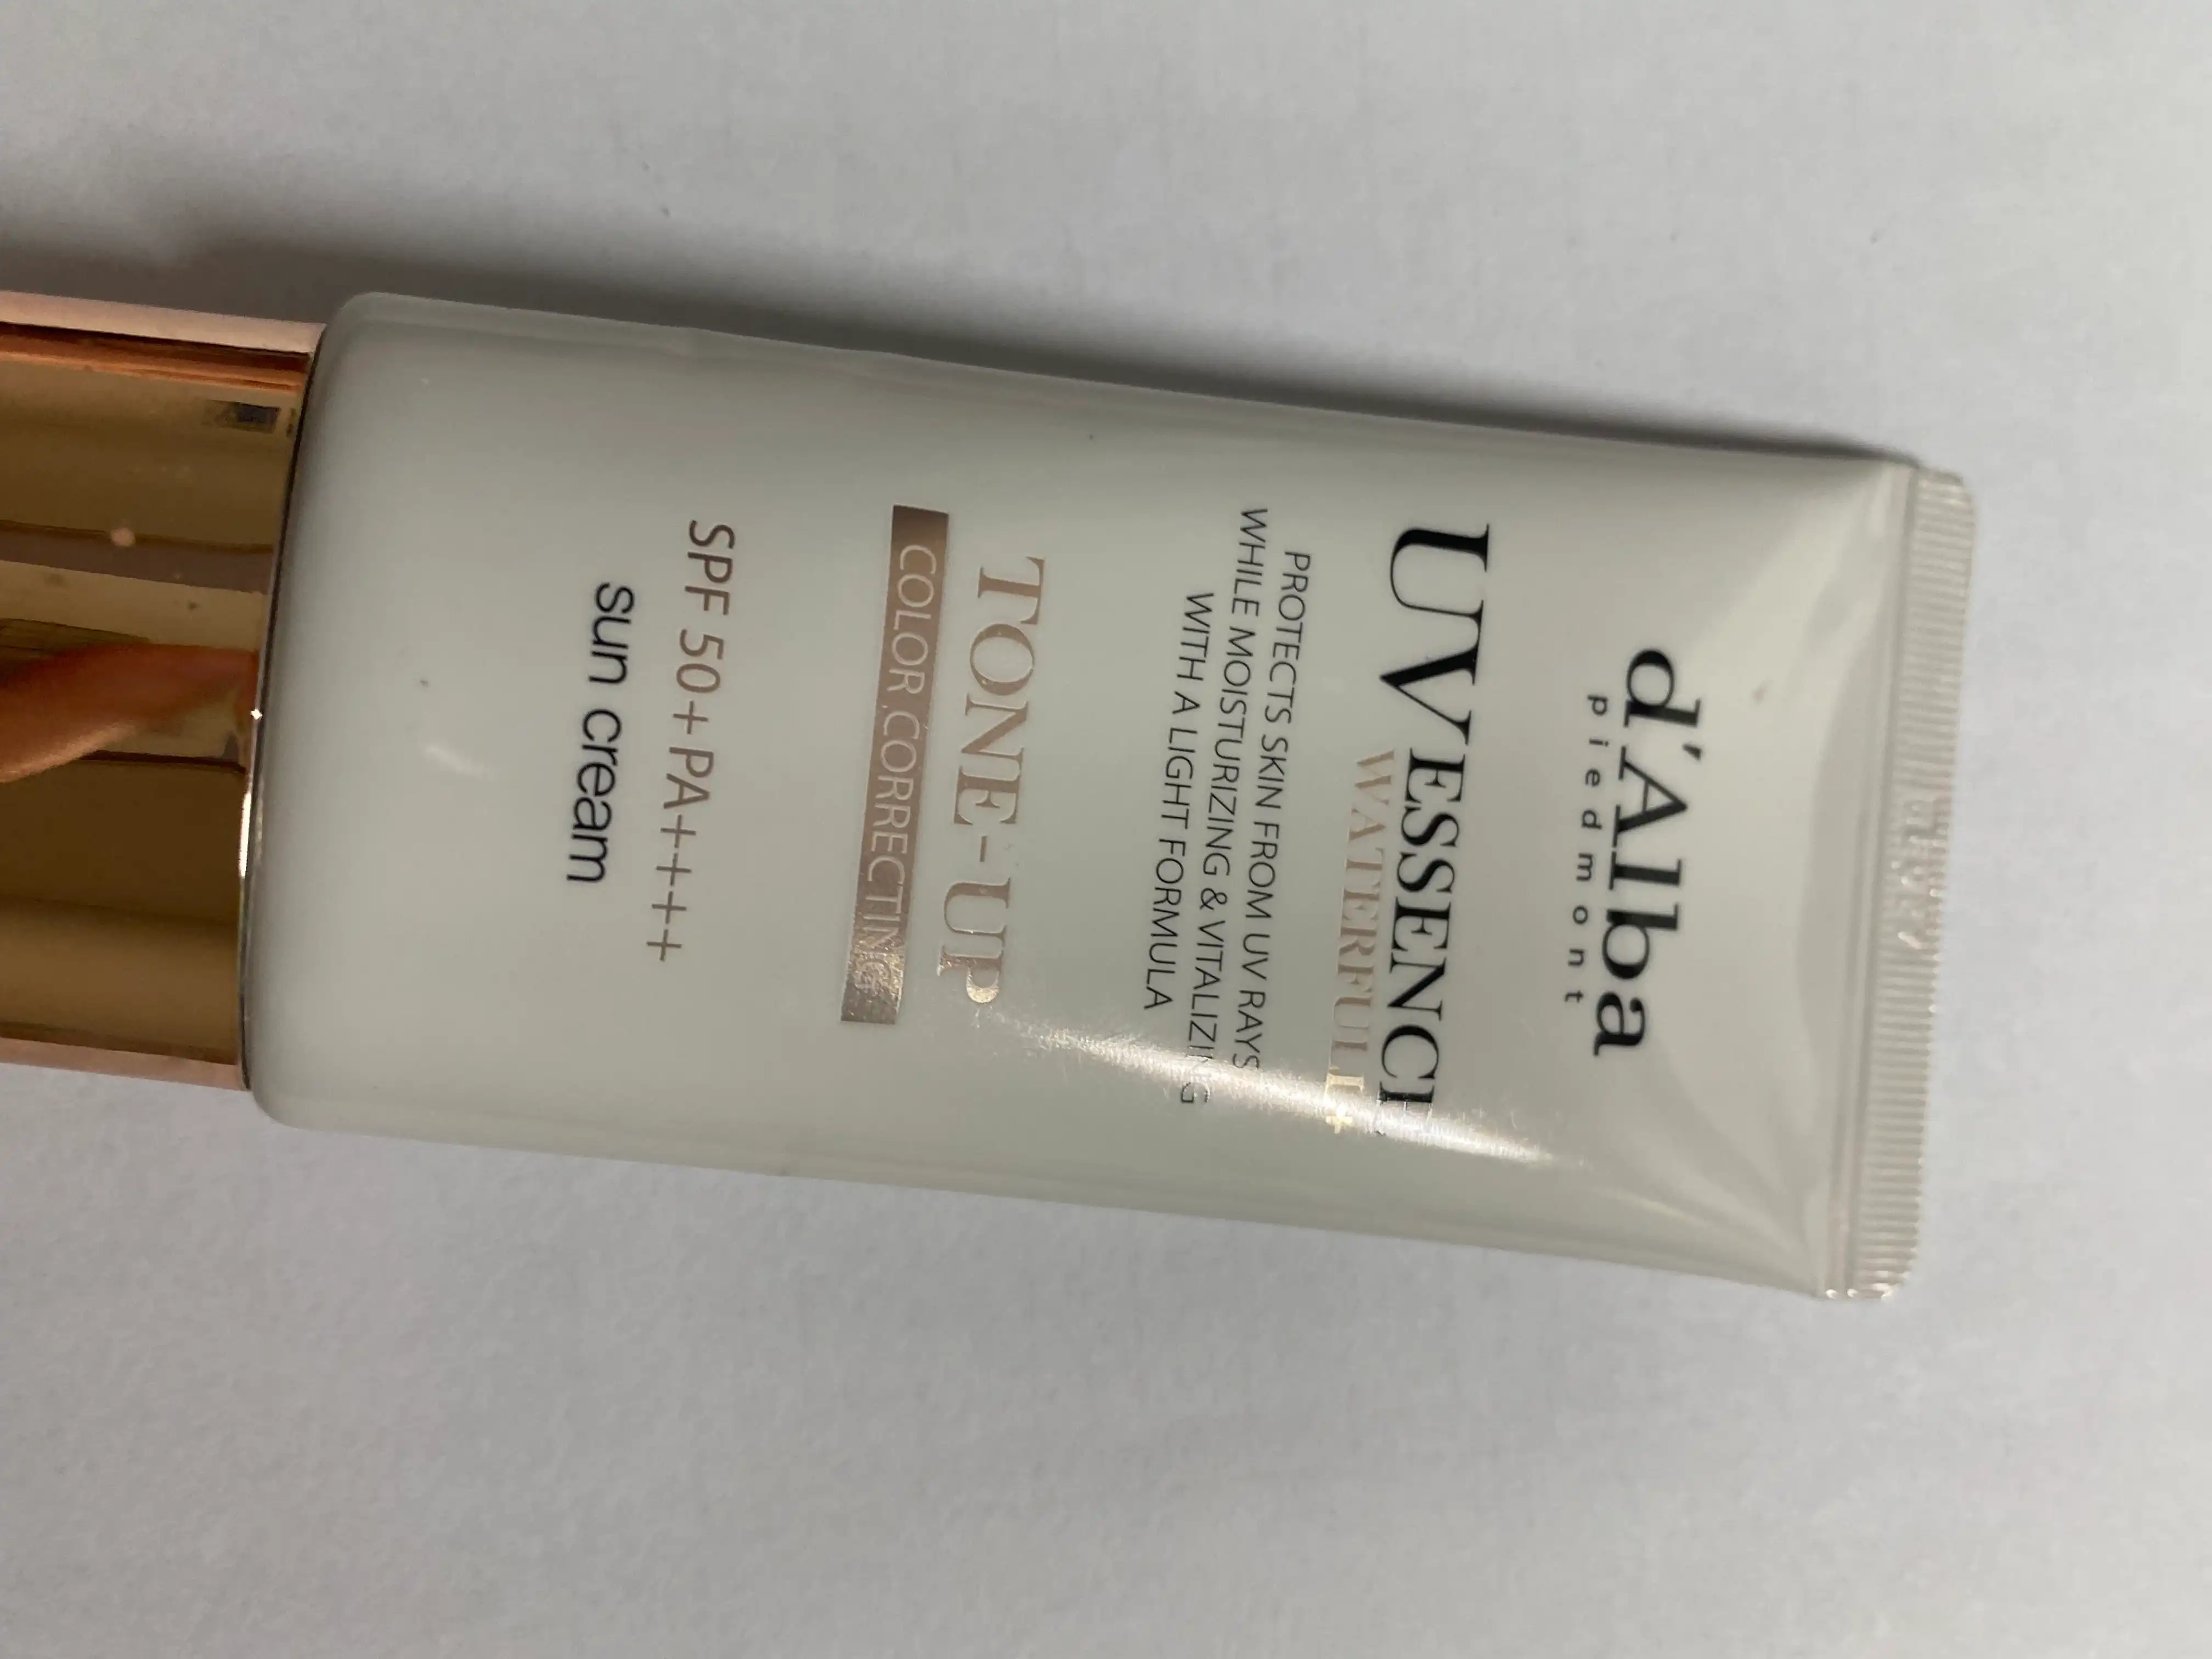 d'Alba
piedmont
UV ESSENCE
WATERFULL+
PROTECTS SKIN FROM UV RAYS
WHILE MOISTURIZING & VITALIZING
WITH A LIGHT FORMULA
TONE-UP
COLOR CORRECTING
SPF 50+PA++++
sun cream